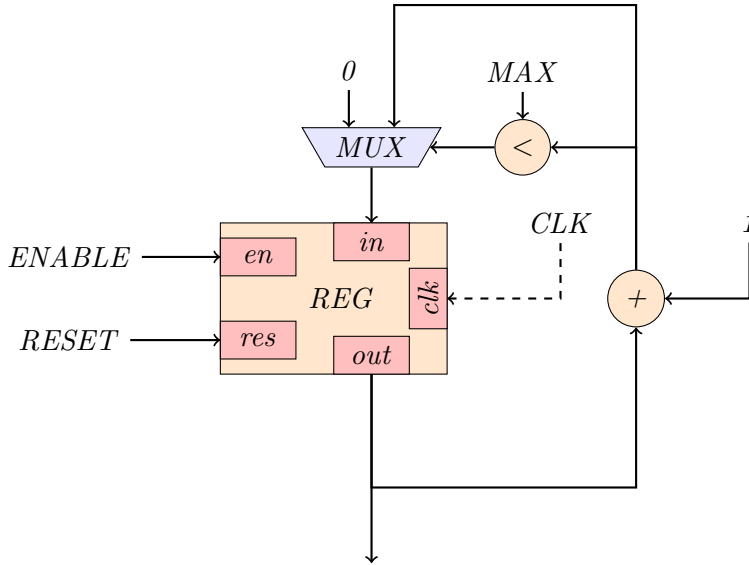 0
MAX
MUX
<
CLK
in
ENABLE
en
REG
clk
+
RESET
res
out